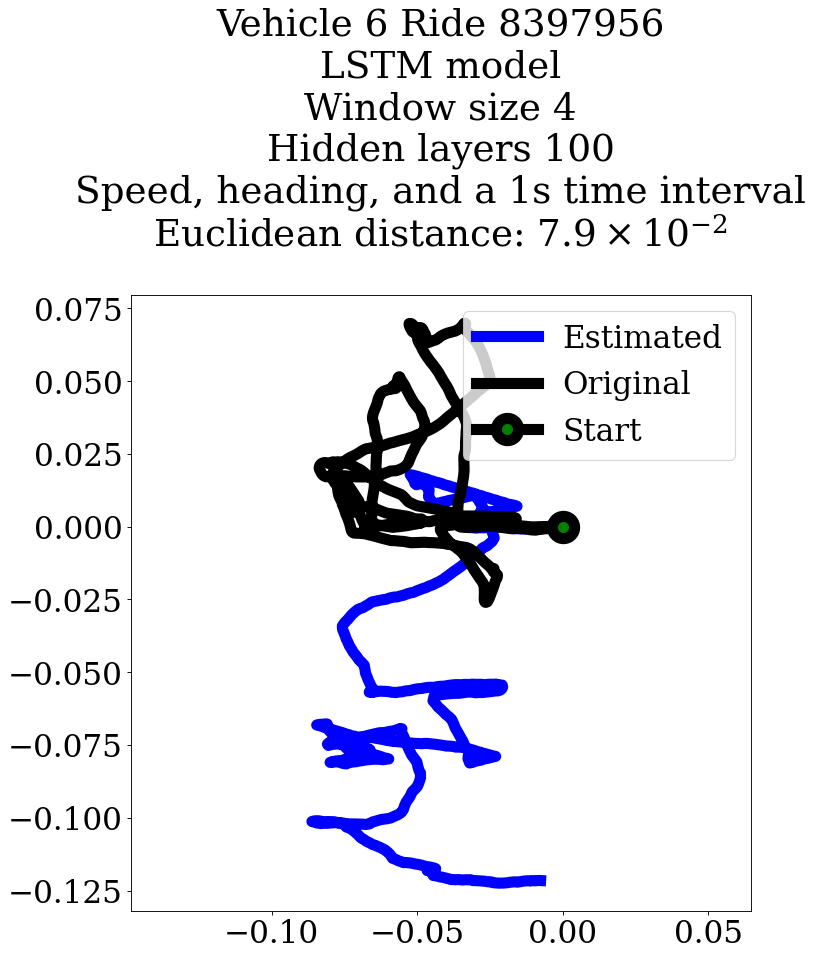 Vehicle 6 Ride 8397956
LSTM model
Window size 4
Hidden layers 100
Speed, heading, and a 1s time interval
Euclidean distance: 7.9 × 10⁻²
0.075
0.050
0.025
0.000
−0.025
−0.050
−0.075
−0.100
−0.125
Estimated
Original
Start
−0.10
−0.05
0.00
0.05